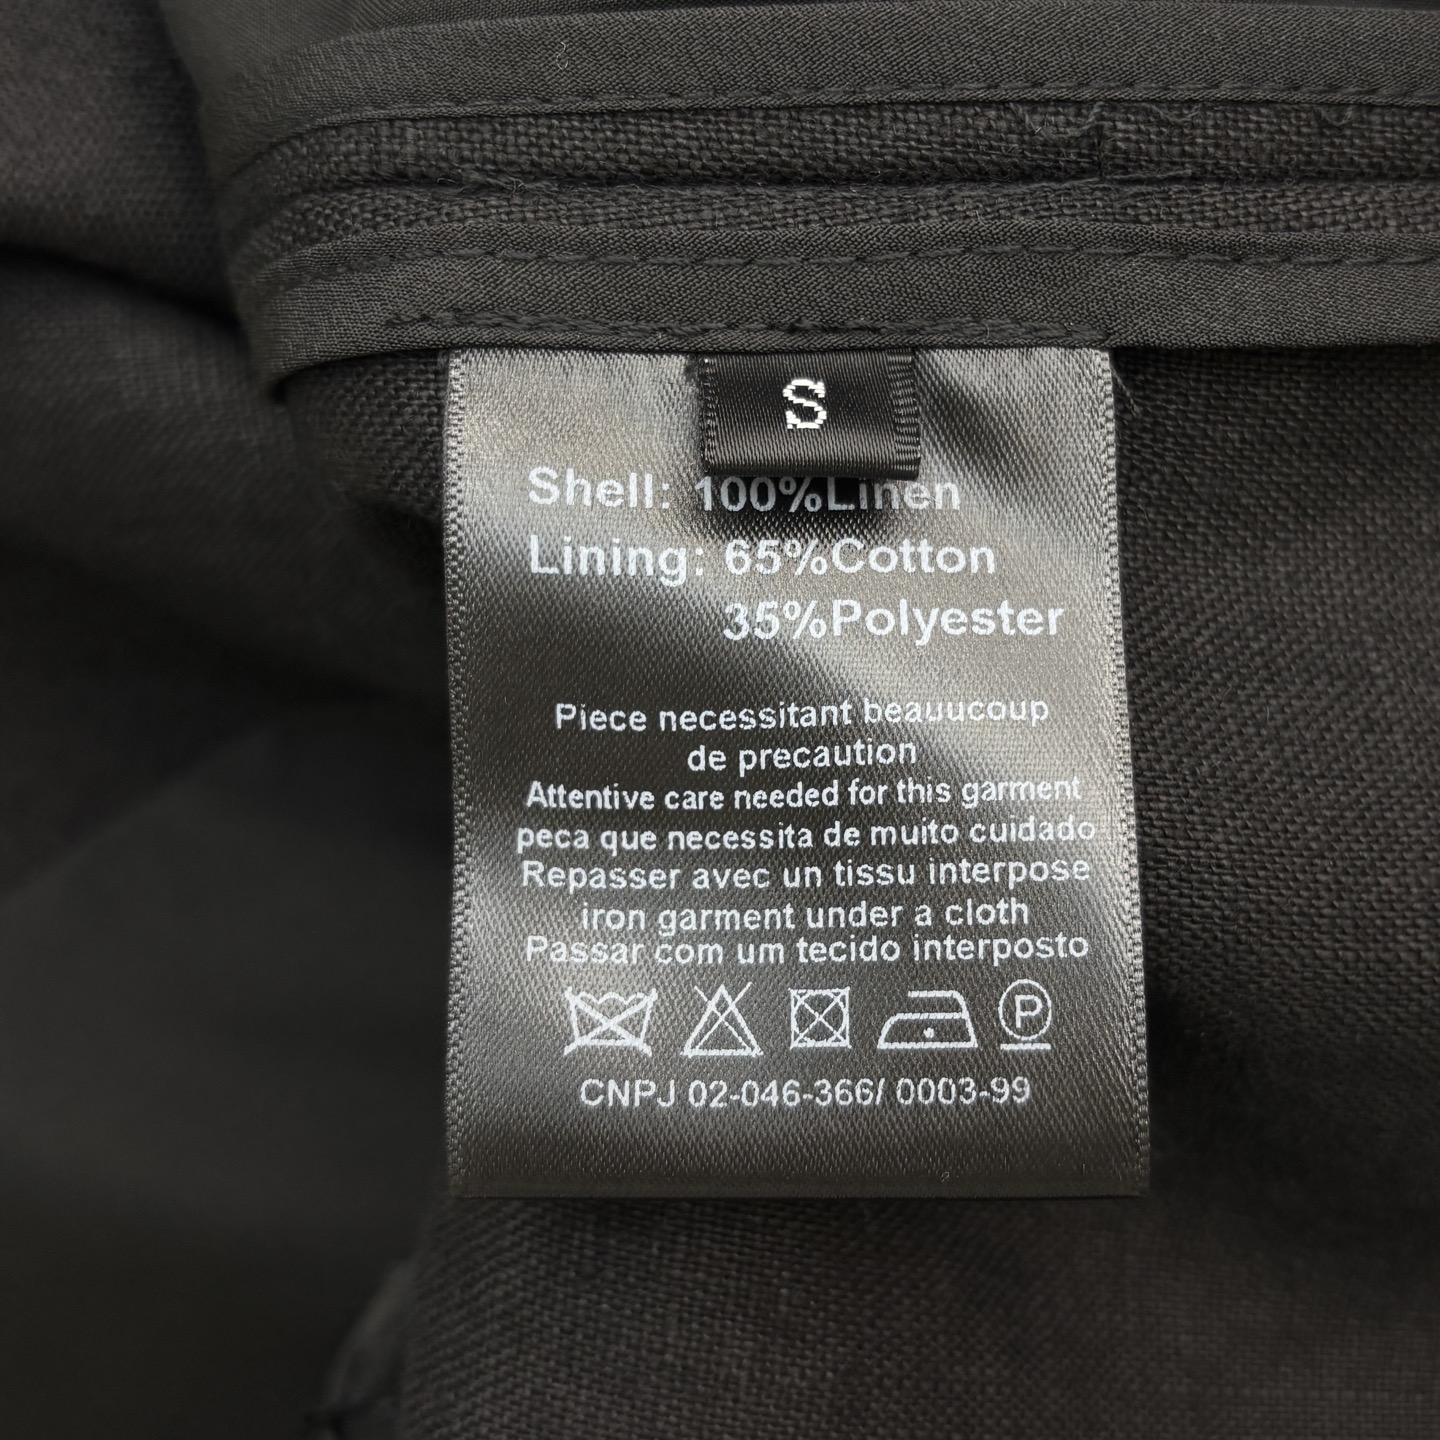 S
Shell: 100%Linen
Lining: 65%Cotton
35%Polyester
Piece necessitant beauucoup
de precaution
Attentive care needed for this garment
peca que necessita de muito cuidado
Repasser avec un tissu interpose
iron garment under a cloth
Passar com um tecido interposto
P
CNPJ 02-046-366/ 0003-99